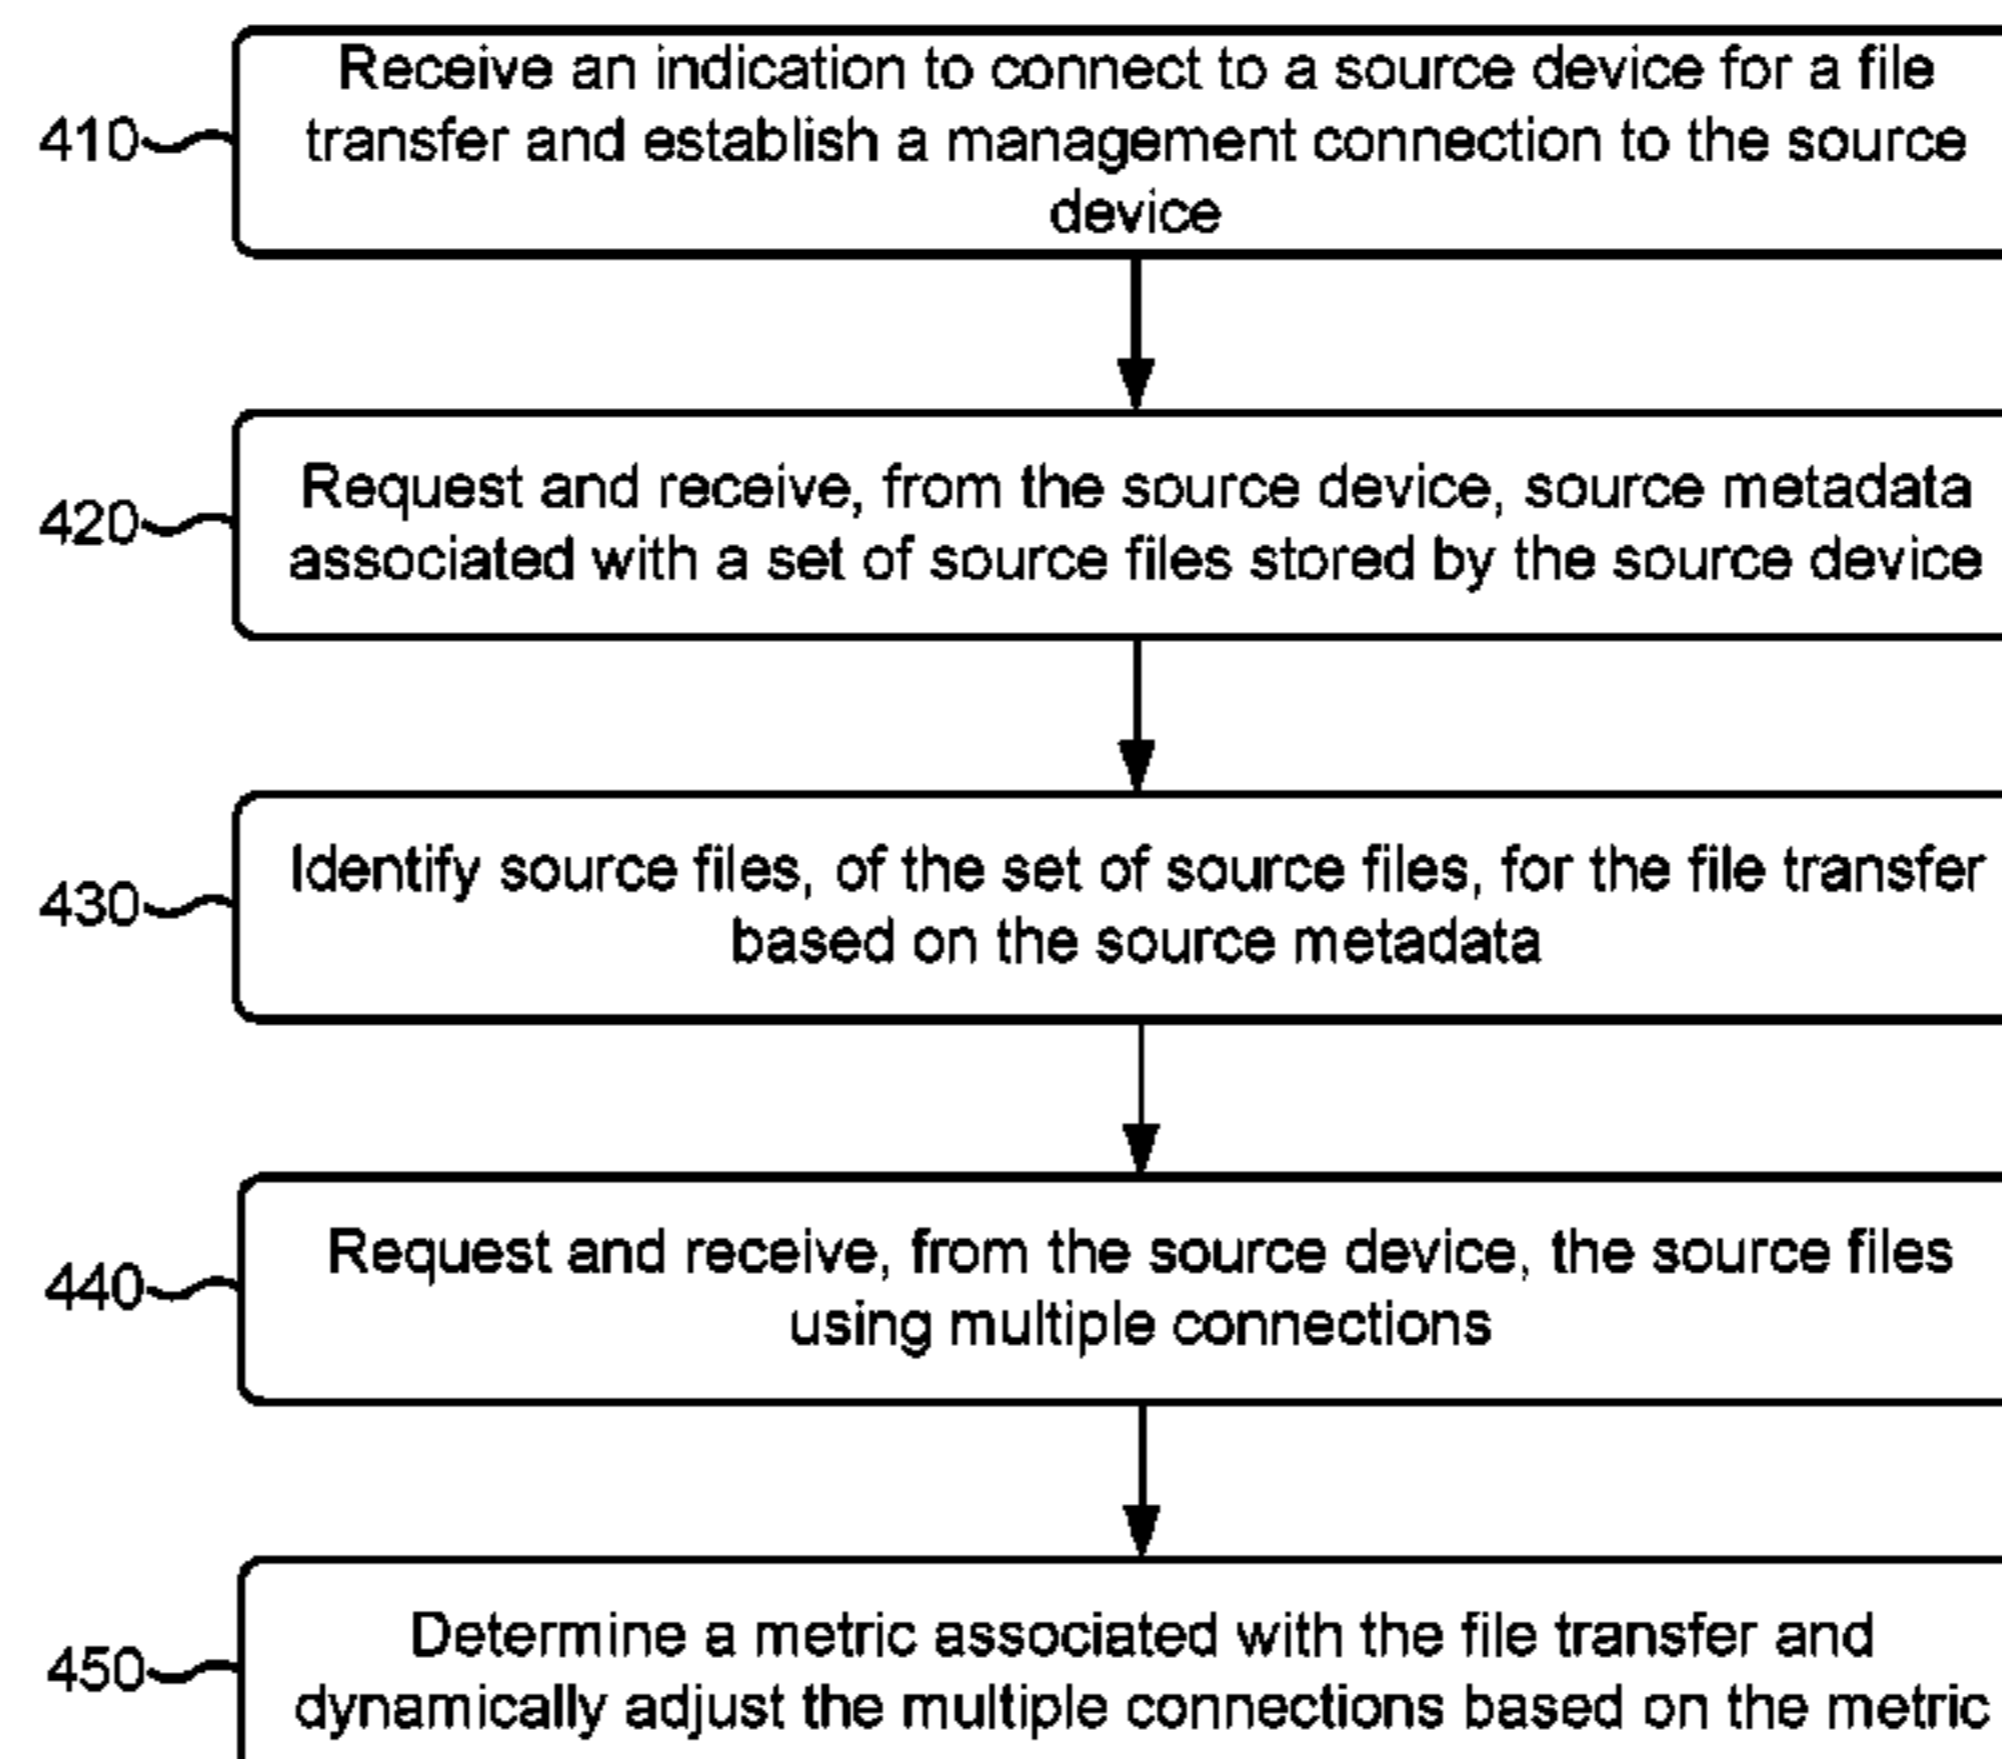 Receive an indication to connect to a source device for a file
410 transfer and establish a management connection to the source
device
Request and receive, from the source device, source metadata
420 associated with a set of source files stored by the source device
Identify source files, of the set of source files, for the file transfer
430 based on the source metadata
Request and receive, from the source device, the source files
440 using multiple connections
Determine a metric associated with the file transfer and
450 dynamically adjust the multiple connections based on the metric